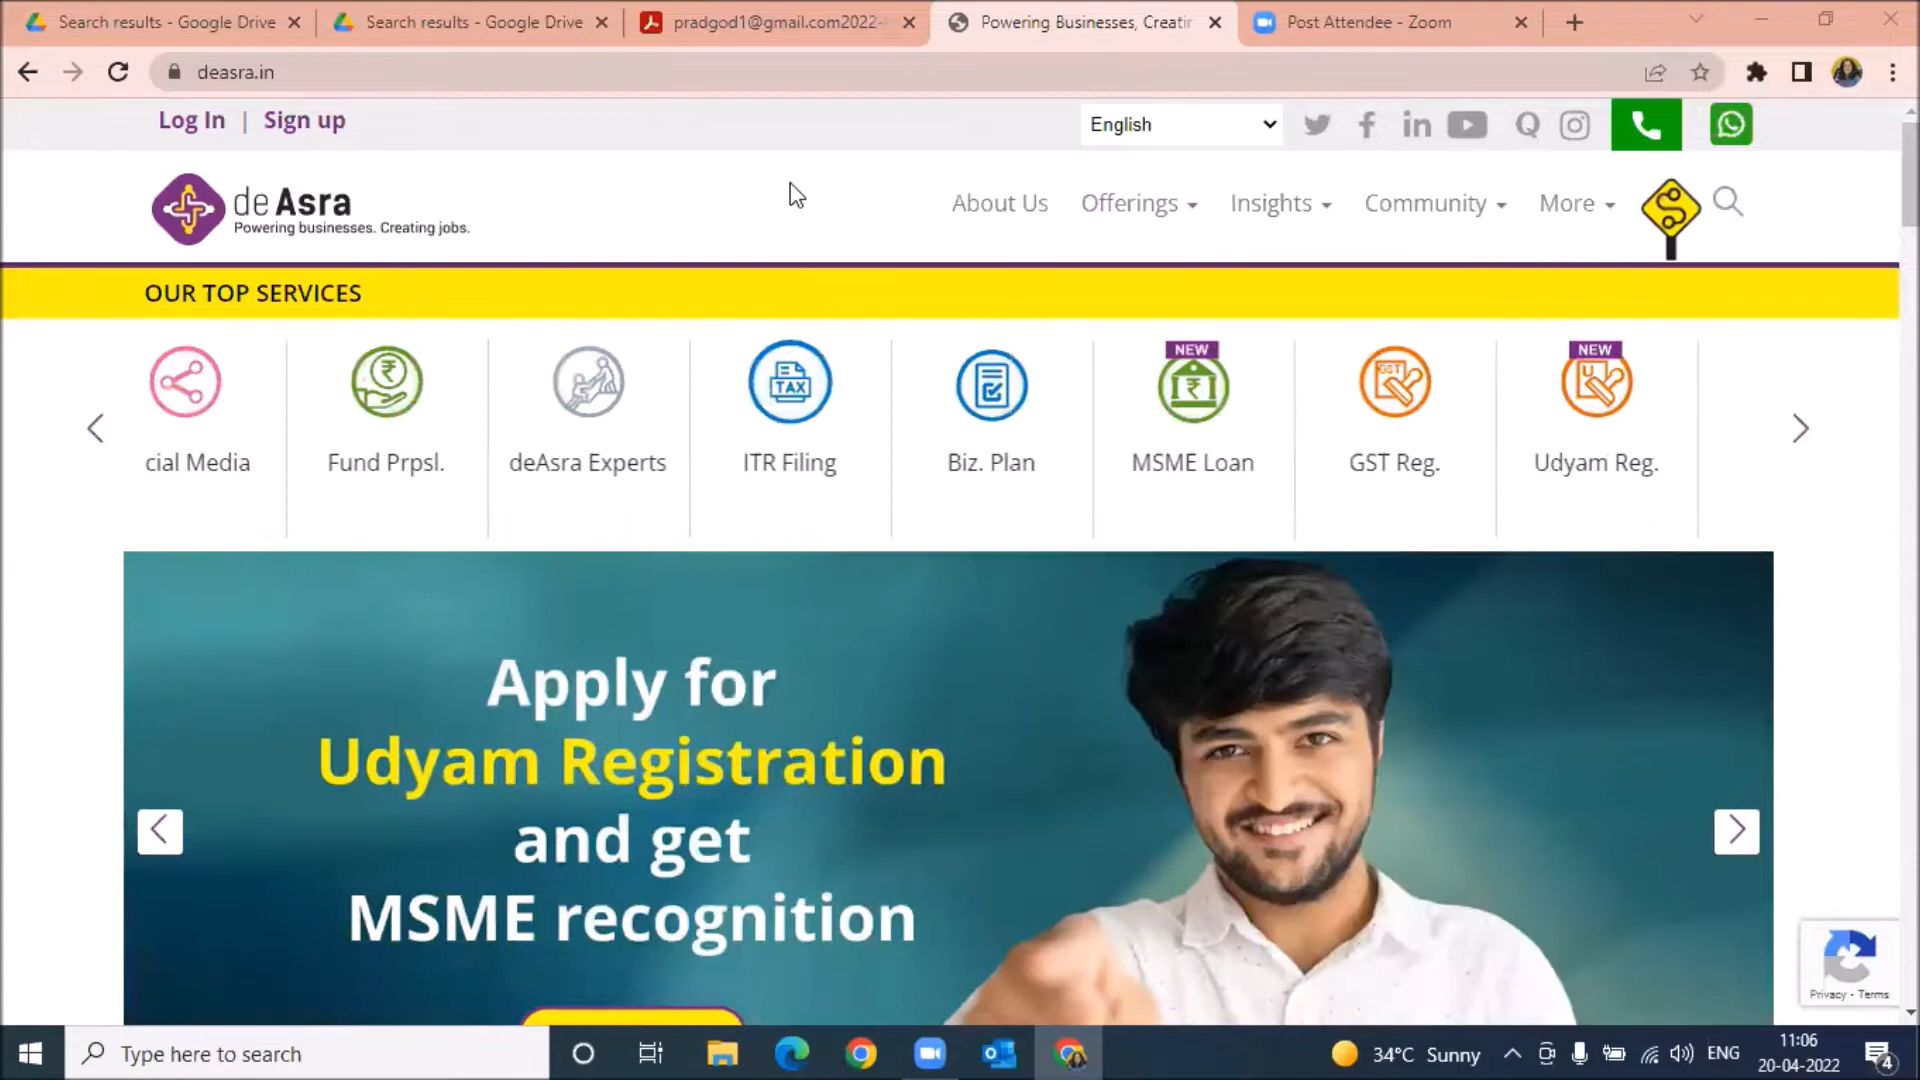 Search results - Google Drive
Search results - Google Drive
pradgod1@gmail.com2022-
Powering Businesses, Creatir
Post Attendee - Zoom
deasra.in
Log In | Sign up
English
de Asra
Powering businesses. Creating jobs.
About Us
Offerings
Insights
Community
More
OUR TOP SERVICES
cial Media
Fund Prpsl.
deAsra Experts
TAX
ITR Filing
Biz. Plan
NEW
MSME Loan
GST
GST Reg.
NEW
U
Udyam Reg.
Apply for
Udyam Registration
and get
MSME recognition
Privacy - Terms
Type here to search
34°C Sunny
ENG
11:06
20-04-2022
4